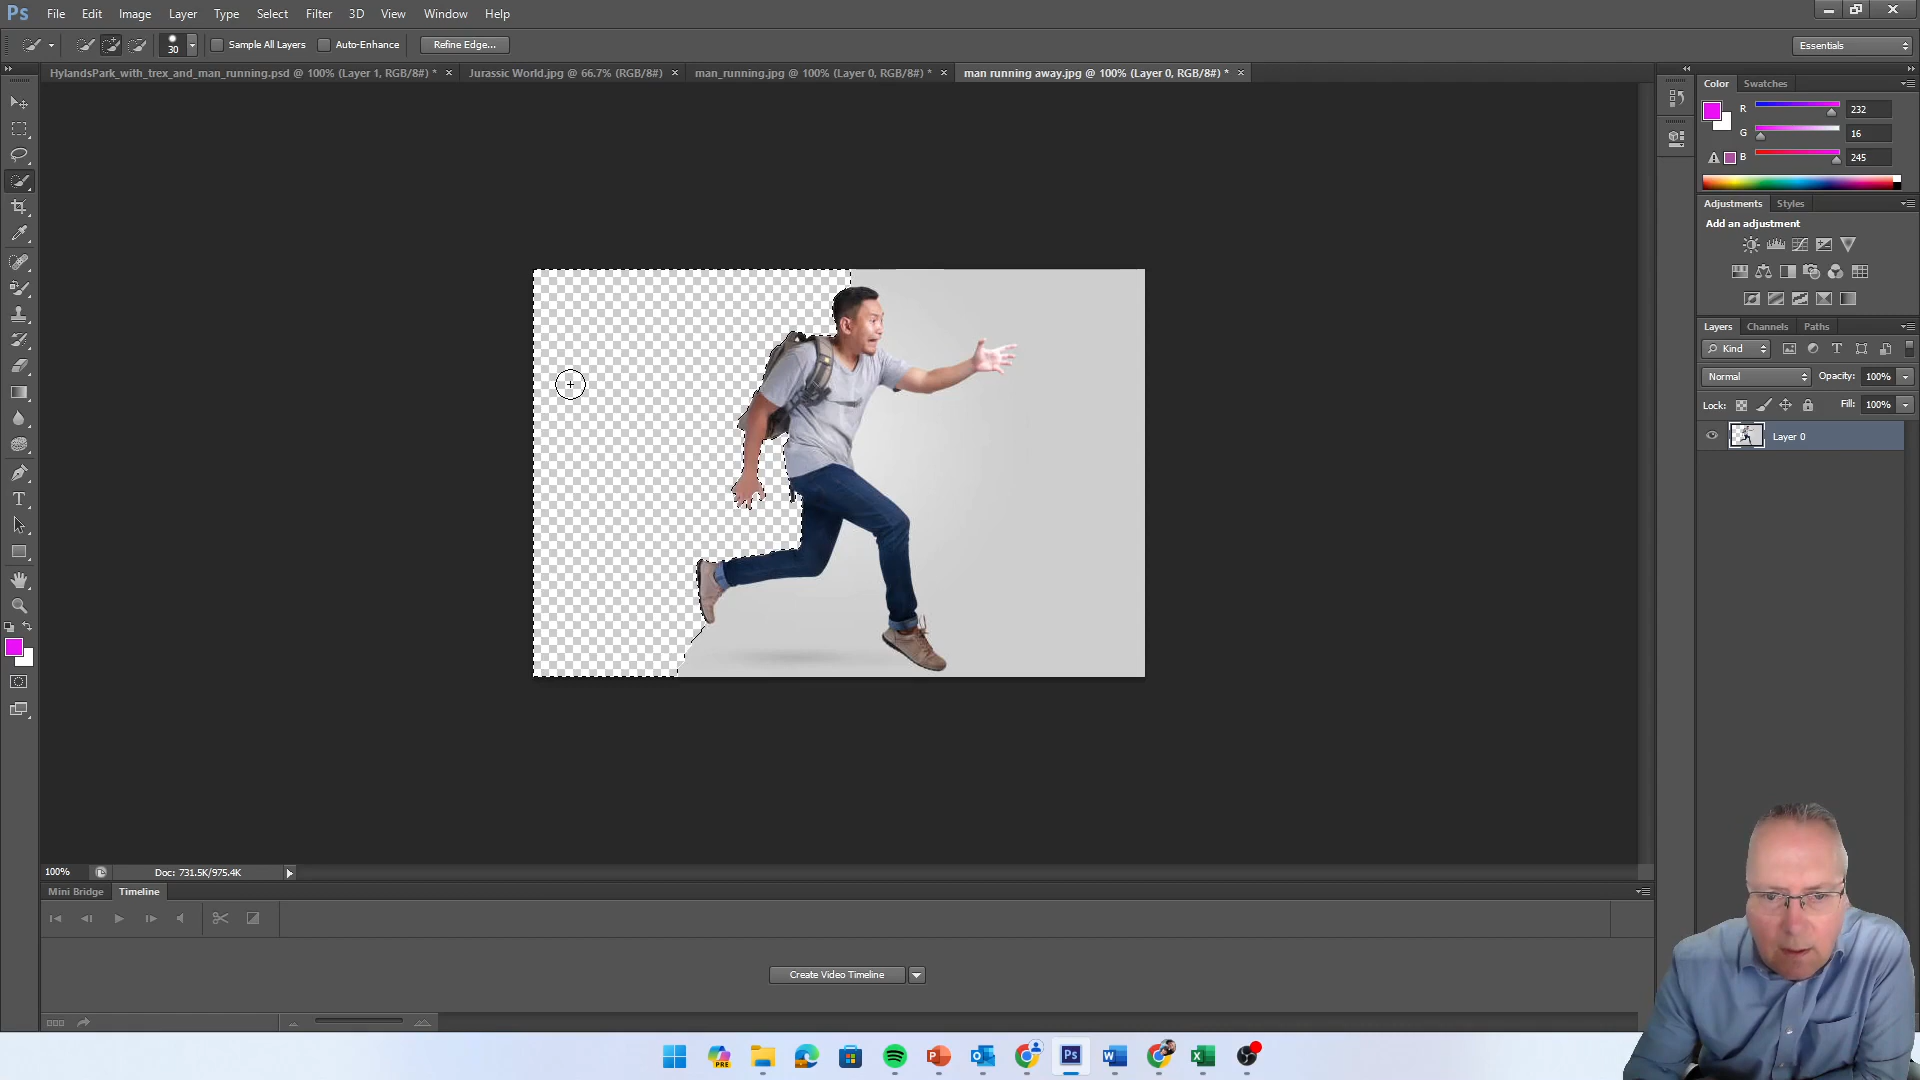 Ps File Edit Image Layer Type Select Filter 3D View Window Help
30 Sample All Layers Auto-Enhance Refine Edge... Essentials
HylandsPark_with_trex_and_man_running.psd @ 100% (Layer 1, RGB/8#) * × Jurassic World.jpg @ 66.7% (RGB/8#) × man_running.jpg @ 100% (Layer 0, RGB/8#) * × man running away.jpg @ 100% (Layer 0, RGB/8#) * ×
Color Swatches
R 232
G 16
B 245
Adjustments Styles
Add an adjustment
Layers Channels Paths
Kind
Normal Opacity: 100%
Lock: Fill: 100%
Layer 0
100% Doc: 731.5K/975.4K
Mini Bridge Timeline
Create Video Timeline
PRE
Ps